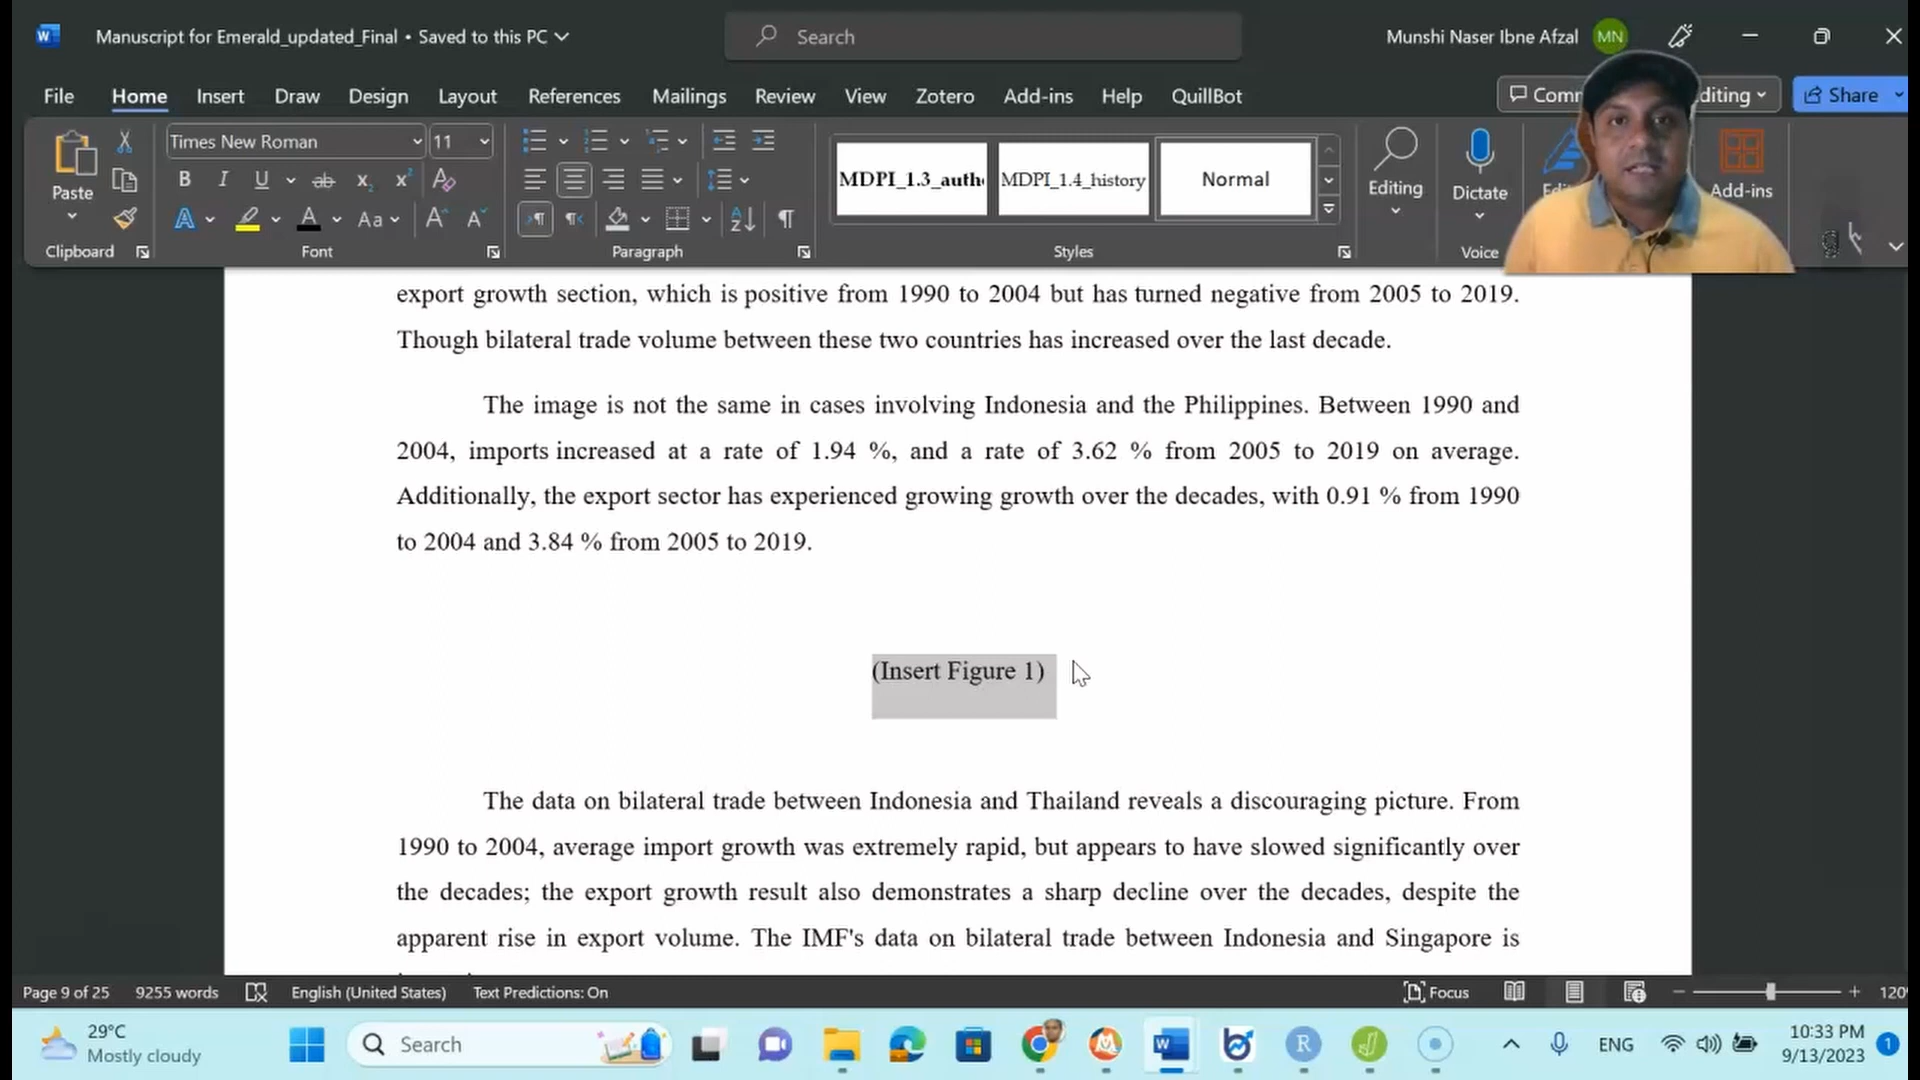 Manuscript for Emerald_updated_Final • Saved to this PC
Search
Munshi Naser Ibne Afzal
MN
File
Home
Insert
Draw
Design
Layout
References
Mailings
Review
View
Zotero
Add-ins
Help
QuillBot
diting
Share
Paste
Times New Roman
11
MDPI_1.3_auth
MDPI_1.4_history
Normal
Editing
Dictate
Add-ins
Clipboard
Font
Paragraph
Styles
Voice
export growth section, which is positive from 1990 to 2004 but has turned negative from 2005 to 2019.
Though bilateral trade volume between these two countries has increased over the last decade.
The image is not the same in cases involving Indonesia and the Philippines. Between 1990 and
2004, imports increased at a rate of 1.94 %, and a rate of 3.62 % from 2005 to 2019 on average.
Additionally, the export sector has experienced growing growth over the decades, with 0.91 % from 1990
to 2004 and 3.84 % from 2005 to 2019.
(Insert Figure 1)
The data on bilateral trade between Indonesia and Thailand reveals a discouraging picture. From
1990 to 2004, average import growth was extremely rapid, but appears to have slowed significantly over
the decades; the export growth result also demonstrates a sharp decline over the decades, despite the
apparent rise in export volume. The IMF's data on bilateral trade between Indonesia and Singapore is
Page 9 of 25
9255 words
English (United States)
Text Predictions: On
Focus
120
29°C
Mostly cloudy
Search
ENG
10:33 PM
9/13/2023
1